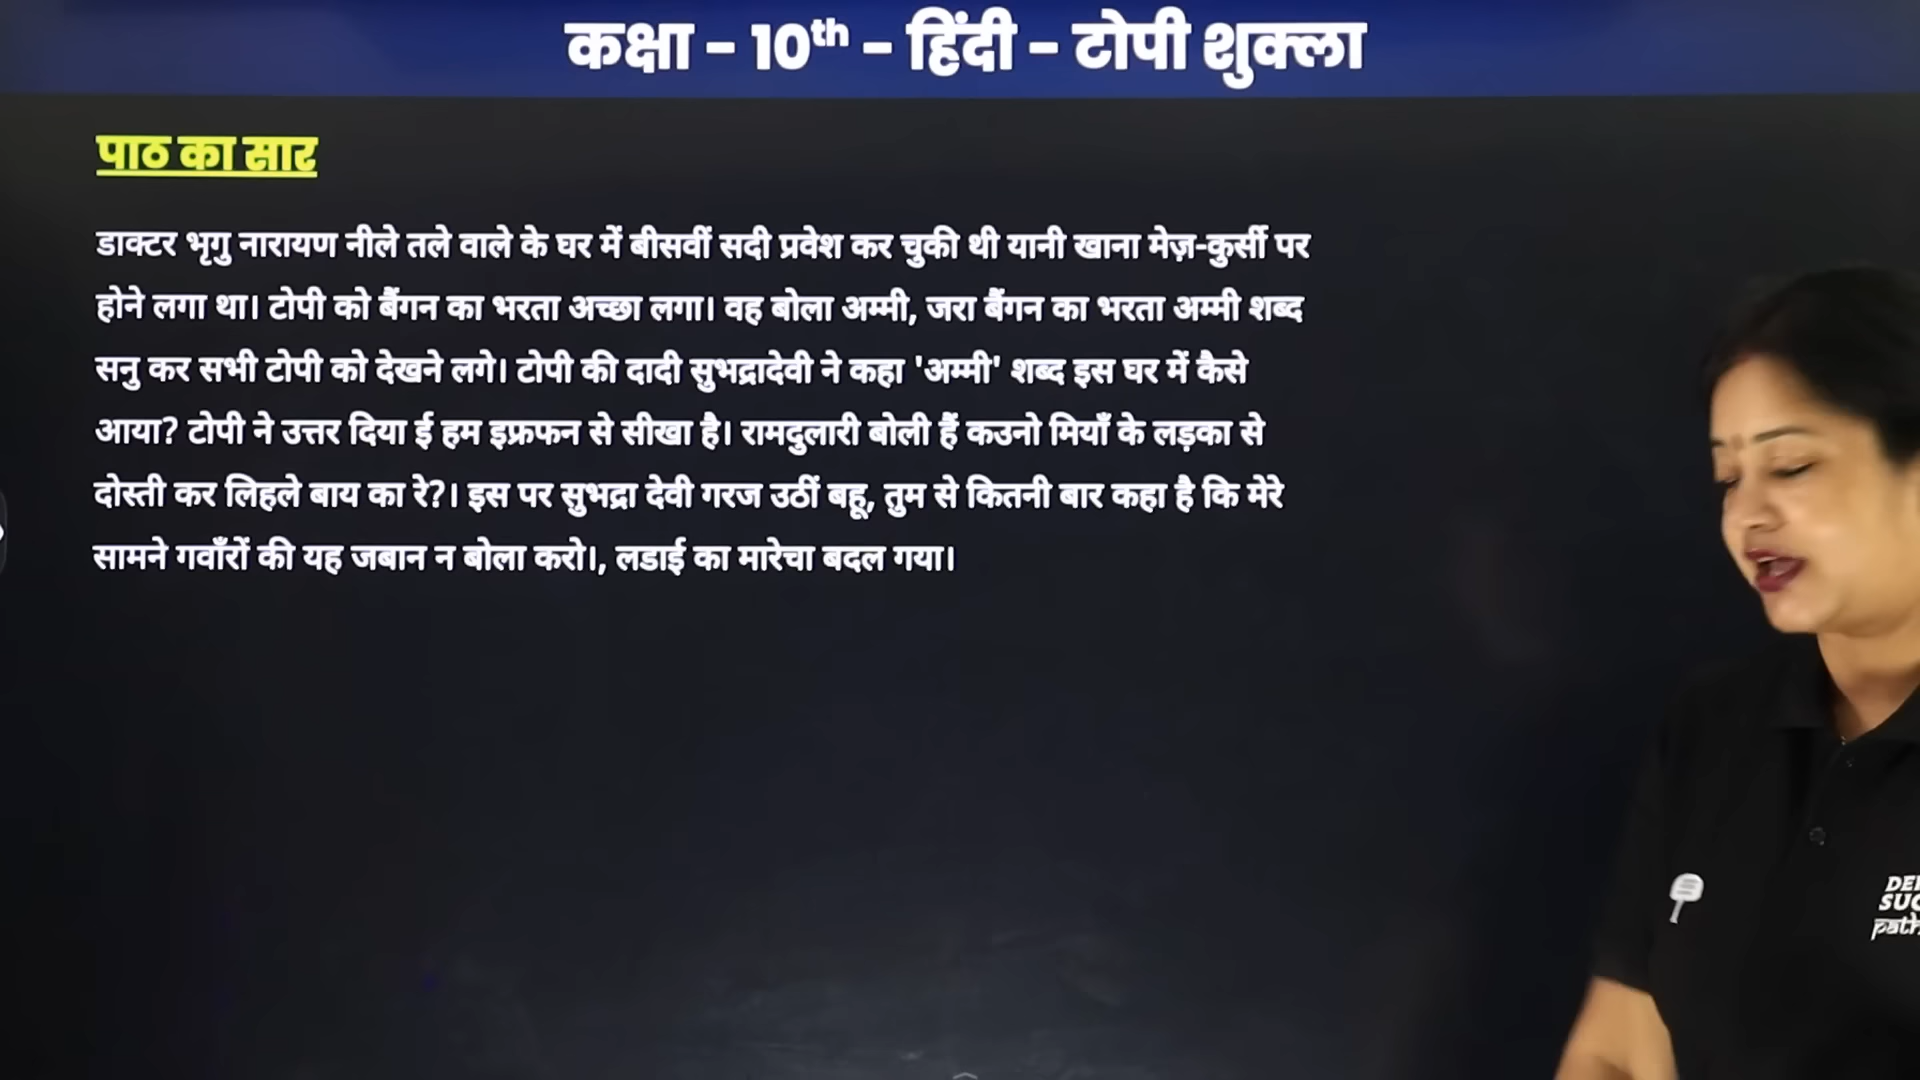 कक्षा – 10th – हिंदी – टोपी शुक्ला
पाठ का सार
डाक्टर भृगु नारायण नीले तले वाले के घर में बीसवीं सदी प्रवेश कर चुकी थी यानी खाना मेज़-कुर्सी पर
होने लगा था। टोपी को बैंगन का भरता अच्छा लगा। वह बोला अम्मी, जरा बैंगन का भरता अम्मी शब्द
सनु कर सभी टोपी को देखने लगे। टोपी की दादी सुभद्रादेवी ने कहा 'अम्मी' शब्द इस घर में कैसे
आया? टोपी ने उत्तर दिया ई हम इफ़्रफन से सीखा है। रामदुलारी बोली हैं कउनो मियाँ के लड़का से
दोस्ती कर लिहले बाय का रे?। इस पर सुभद्रा देवी गरज उठीं बहू, तुम से कितनी बार कहा है कि मेरे
सामने गवाँरों की यह जबान न बोला करो।, लडाई का मारेचा बदल गया।